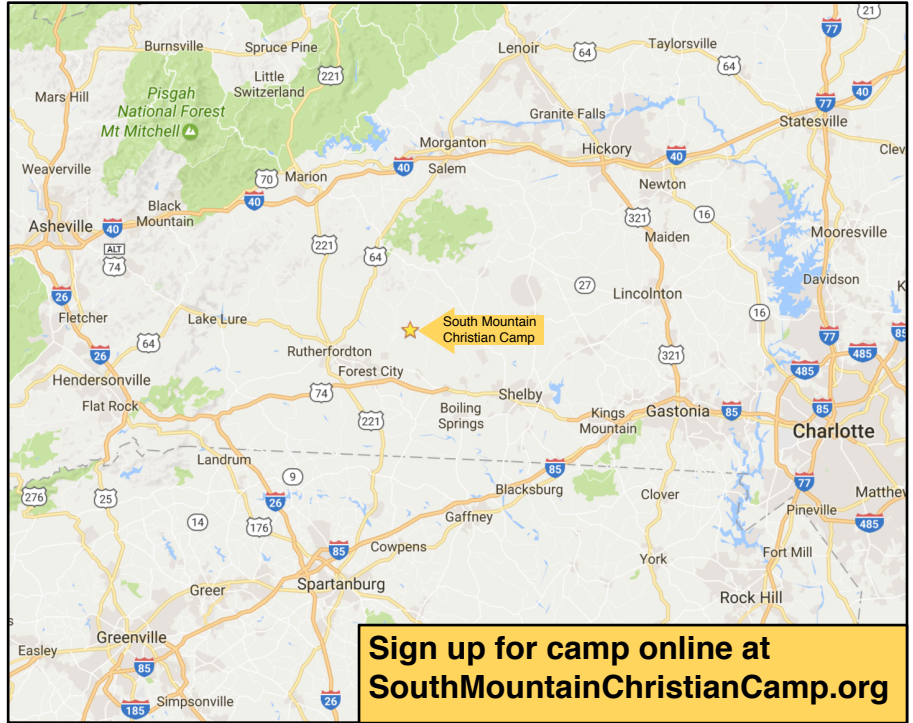 21
77
Burnsville
Spruce Pine
Lenoir
64
Taylorsville
221
64
Little
Switzerland
Mars Hill
Pisgah
National Forest
Mt Mitchell
77
40
Granite Falls
Statesville
Morganton
Hickory
Clev
40
Salem
40
Weaverville
70
Marion
Newton
40
Black
Mountain
16
321
Asheville
40
Maiden
Mooresville
ALT
74
221
64
Davidson
K
27
26
Lincolnton
Fletcher
Lake Lure
16
South Mountain
Christian Camp
77
85
64
26
Rutherfordton
321
485
485
Forest City
Hendersonville
74
Shelby
Flat Rock
221
Boiling
Springs
Kings
Mountain
Gastonia
85
85
Charlotte
Landrum
9
85
77
276
25
26
Blacksburg
Clover
Matthew
Pineville
14
176
Gaffney
485
85
Cowpens
York
Fort Mill
Greer
Spartanburg
Rock Hill
s
Greenville
Easley
85
Sign up for camp online at
SouthMountainChristianCamp.org
Simpsonville
185
26